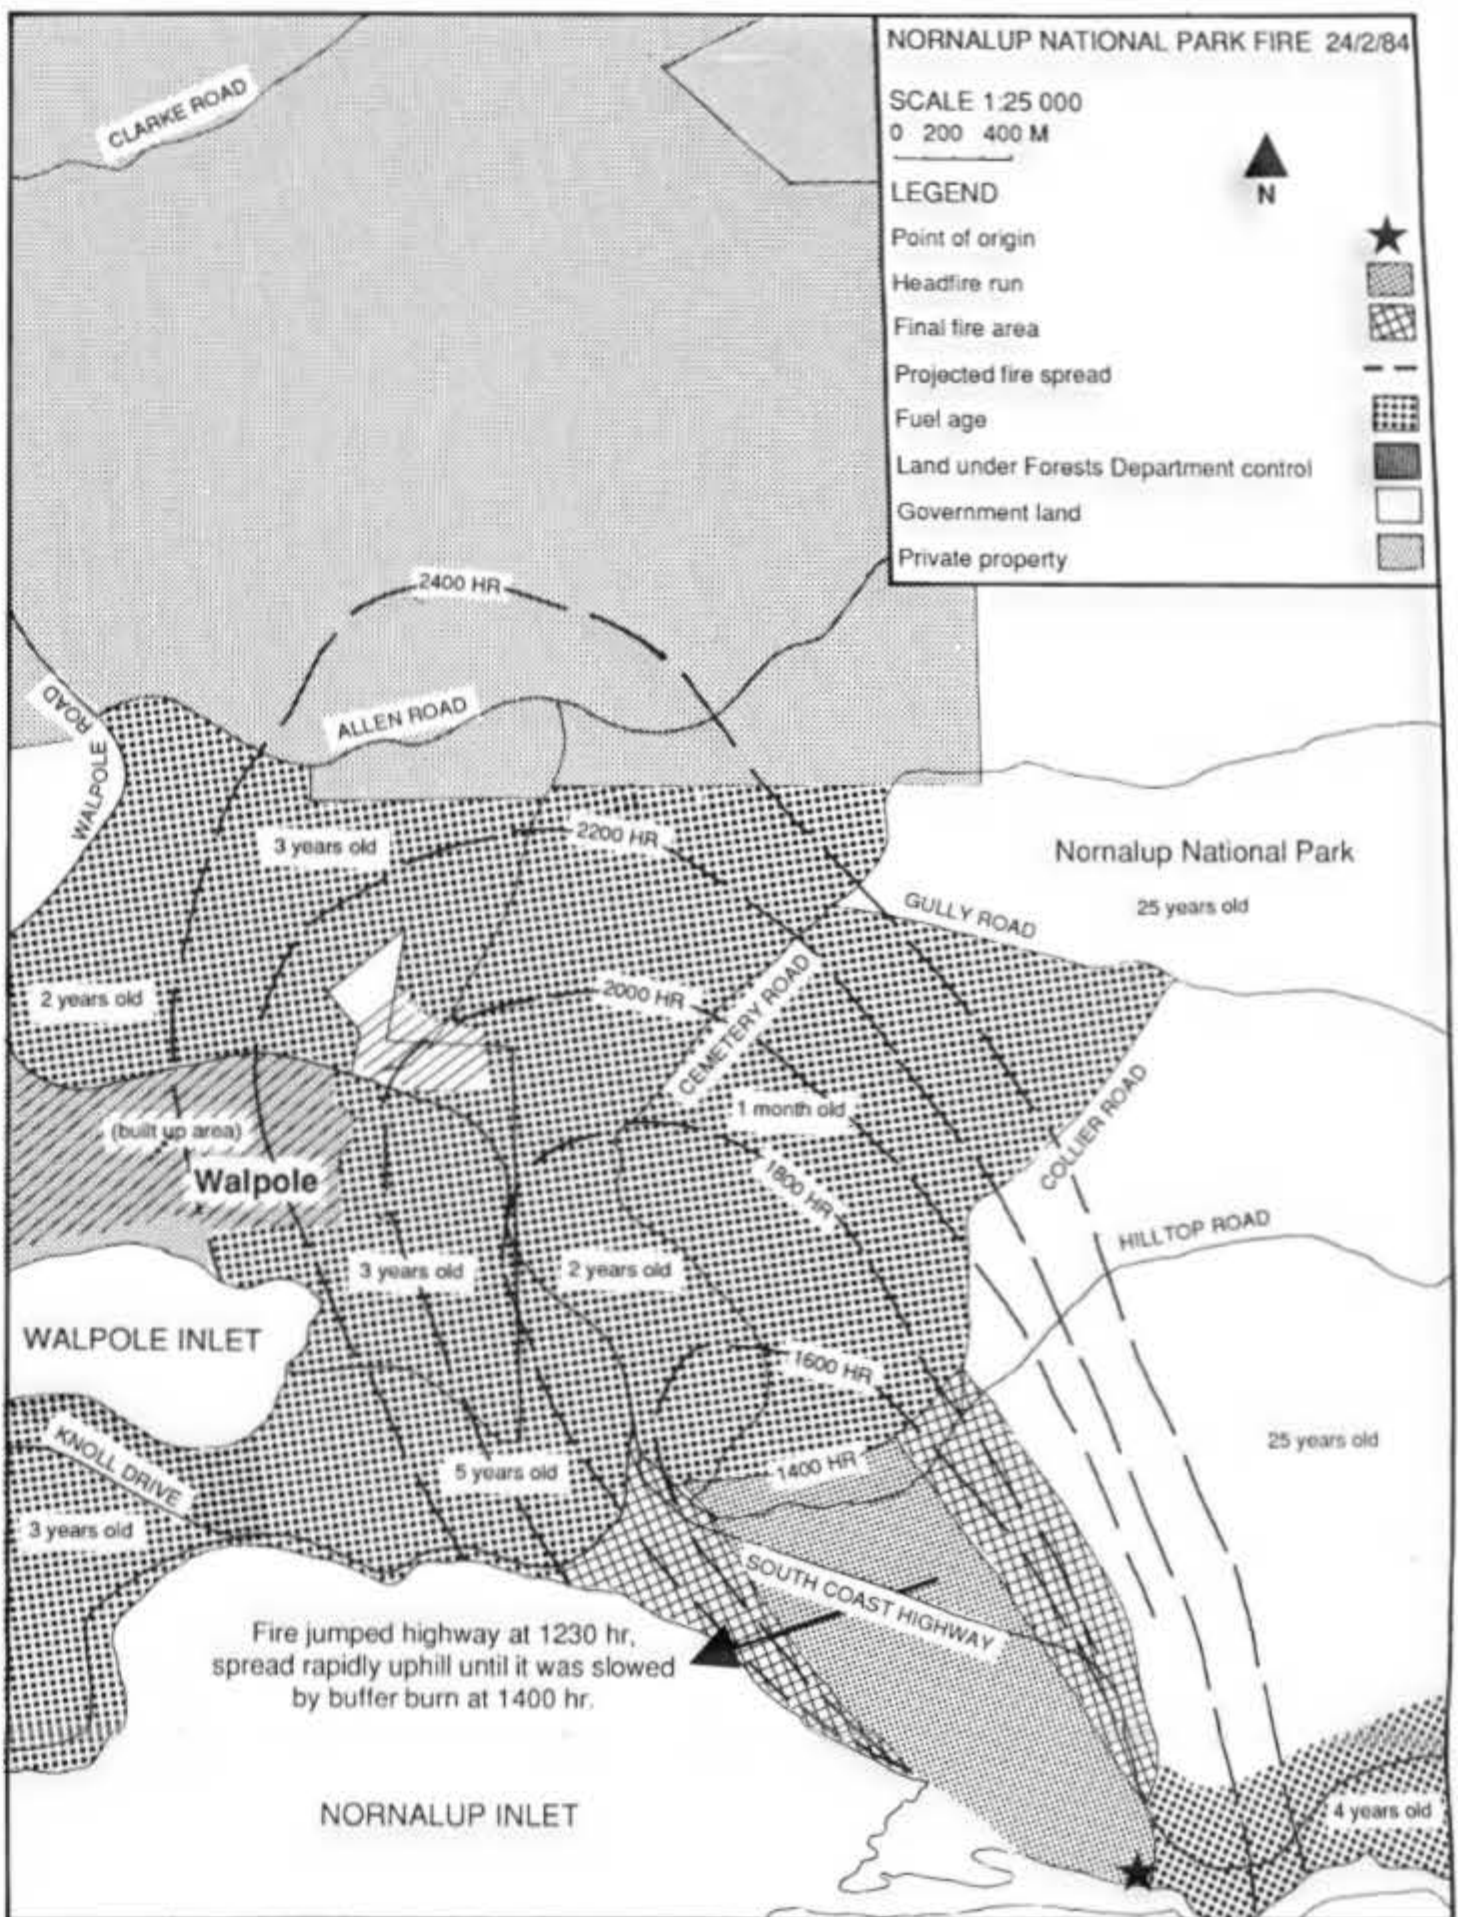 NORNALUP NATIONAL PARK FIRE 24/2/84
SCALE 1:25 000
0 200 400 M
N
LEGEND
Point of origin
Headfire run
Final fire area
Projected fire spread
Fuel age
Land under Forests Department control
Government land
Private property
CLARKE ROAD
2400 HR
ALLEN ROAD
WALPOLE ROAD
3 years old
2200 HR
Nornalup National Park
25 years old
GULLY ROAD
2 years old
2000 HR
CEMETERY ROAD
1 month old
COLLIER ROAD
(built up area)
Walpole
1800 HR
HILLTOP ROAD
3 years old
2 years old
WALPOLE INLET
1600 HR
25 years old
KNOLL DRIVE
5 years old
1400 HR
3 years old
SOUTH COAST HIGHWAY
Fire jumped highway at 1230 hr,
spread rapidly uphill until it was slowed
by buffer burn at 1400 hr.
NORNALUP INLET
4 years old